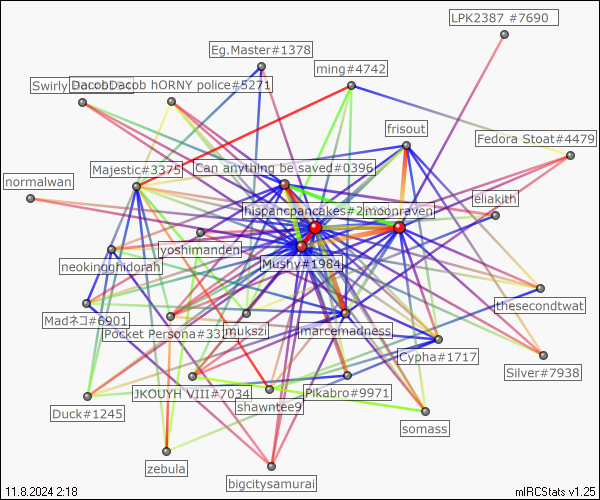 LPK2387 #7690
Eg.Master#1378
ming#4742
Swirly
DacobDacob hORNY police#5271
frisout
Fedora Stoat#4479
Majestic#3375
Can anything be saved#0396
normalwan
eliakith
hispancpancakes#2
moonraven
yoshimanden
Mushy#1984
neokingghidorah
thesecondtwat
Madネコ#6901
Pocket Persona#33
mukszi
marcemadness
Cypha#1717
Silver#7938
JKOUYH VIII#7034
Pikabro#9971
shawntee9
Duck#1245
somass
zebula
bigcitysamurai
11.8.2024 2:18
mIRCStats v1.25